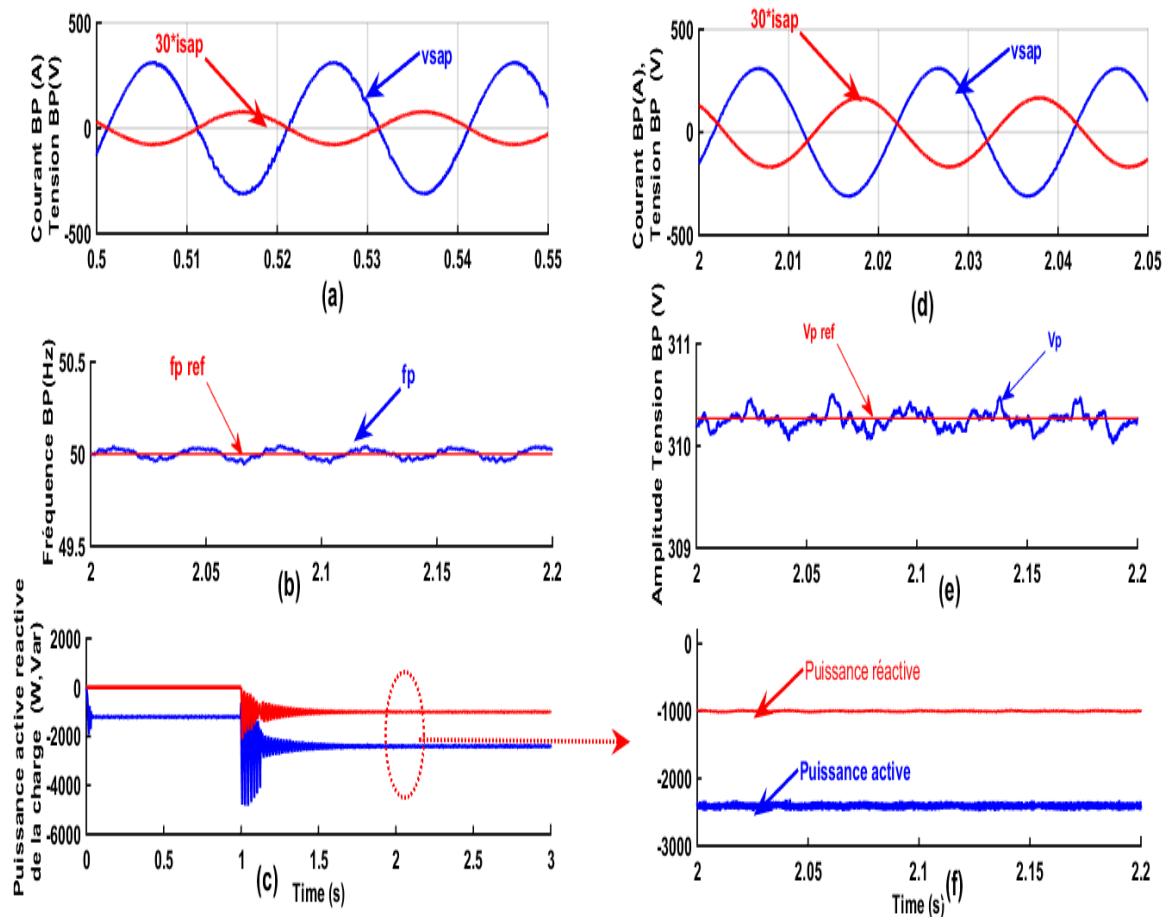 Courant BP (A)
Tension BP(V)
500
0
-500
30*isap
vsap
0.5
0.51
0.52
0.53
0.54
0.55
(a)
Courant BP(A),
Tension BP (V)
500
0
-500
30*isap
vsap
2
2.01
2.02
2.03
2.04
2.05
(d)
Fréquence BP(Hz)
50.5
50
49.5
fp ref
fp
2
2.05
2.1
2.15
2.2
(b)
Amplitude Tension BP (V)
311
310
309
Vp ref
Vp
2
2.05
2.1
2.15
2.2
(e)
Puissance active reactive
de la charge (W,Var)
2000
0
-2000
-4000
-6000
0
0.5
1
1.5
2
2.5
3
(c)
Time (s)
0
-1000
-2000
-3000
Puissance réactive
Puissance active
2
2.05
2.1
2.15
2.2
Time (s)
(f)